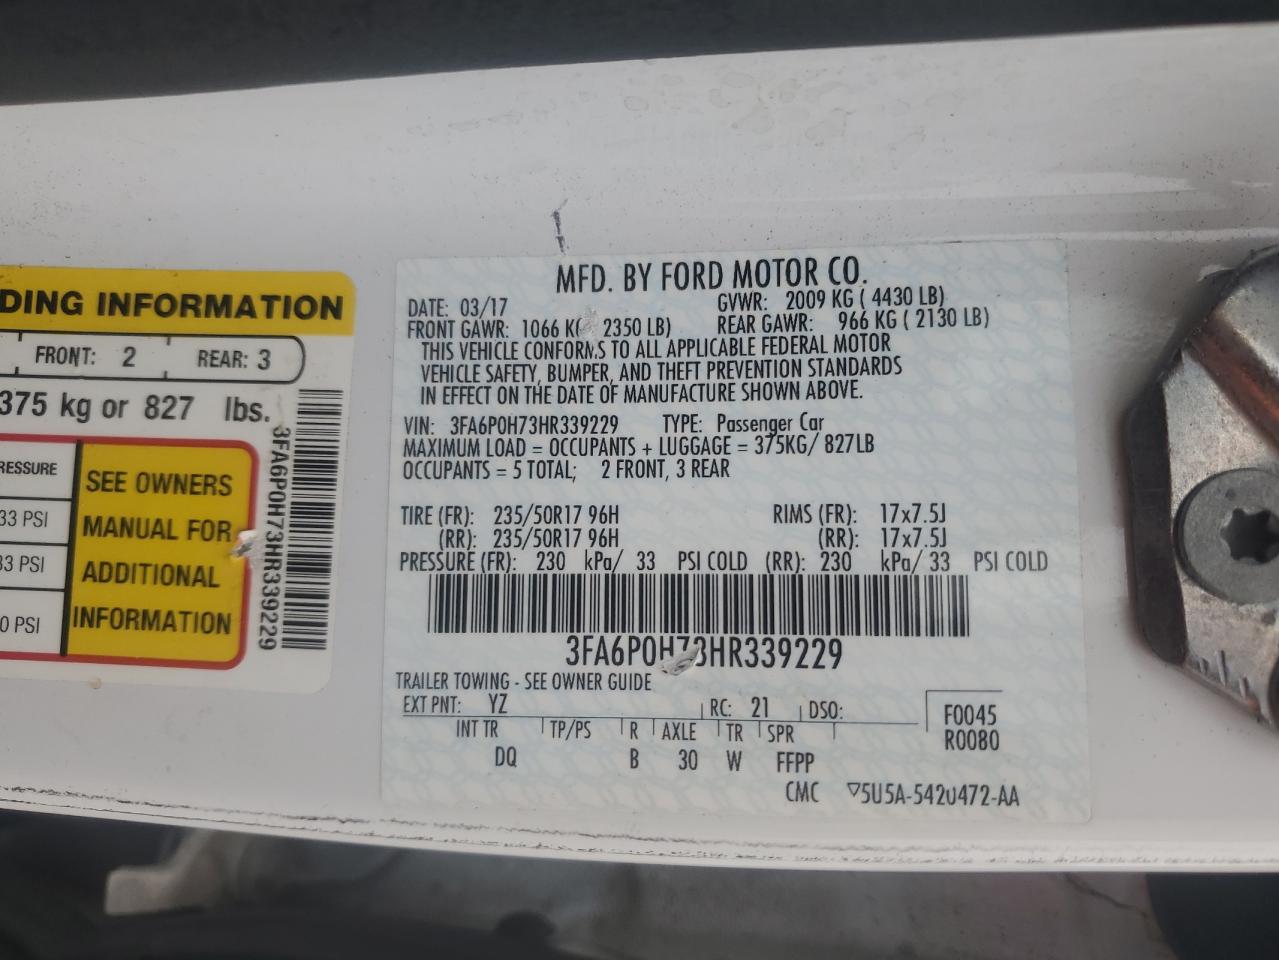 DING INFORMATION
FRONT: 2 REAR: 3
375 kg or 827 lbs.
RESSURE
33 PSI
33 PSI
0 PSI
SEE OWNERS
MANUAL FOR
ADDITIONAL
INFORMATION
3FA6P0H73HR339229
MFD. BY FORD MOTOR CO.
DATE: 03/17 GVWR: 2009 KG ( 4430 LB)
FRONT GAWR: 1066 KG 2350 LB) REAR GAWR: 966 KG ( 2130 LB)
THIS VEHICLE CONFORMS TO ALL APPLICABLE FEDERAL MOTOR
VEHICLE SAFETY, BUMPER, AND THEFT PREVENTION STANDARDS
IN EFFECT ON THE DATE OF MANUFACTURE SHOWN ABOVE.
VIN: 3FA6P0H73HR339229 TYPE: Passenger Car
MAXIMUM LOAD = OCCUPANTS + LUGGAGE = 375KG/ 827LB
OCCUPANTS = 5 TOTAL; 2 FRONT, 3 REAR
TIRE (FR): 235/50R17 96H RIMS (FR): 17x7.5J
(RR): 235/50R17 96H (RR): 17x7.5J
PRESSURE (FR): 230 kPa/ 33 PSI COLD (RR): 230 kPa/ 33 PSI COLD
3FA6P0H73HR339229
TRAILER TOWING - SEE OWNER GUIDE
EXT PNT: YZ RC: 21 DSO:
F0045
R0080
INT TR TP/PS R AXLE TR SPR
DQ B 30 W FFPP
CMC ▽5U5A-5420472-AA